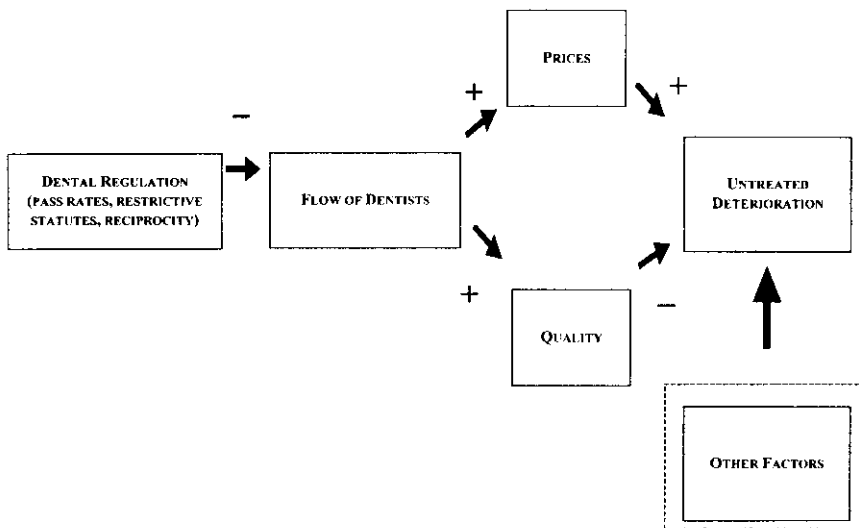 PRICES
+
+
−
DENTAL REGULATION
(PASS RATES, RESTRICTIVE
STATUTES, RECIPROCITY)
FLOW OF DENTISTS
UNTREATED
DETERIORATION
+
−
QUALITY
OTHER FACTORS